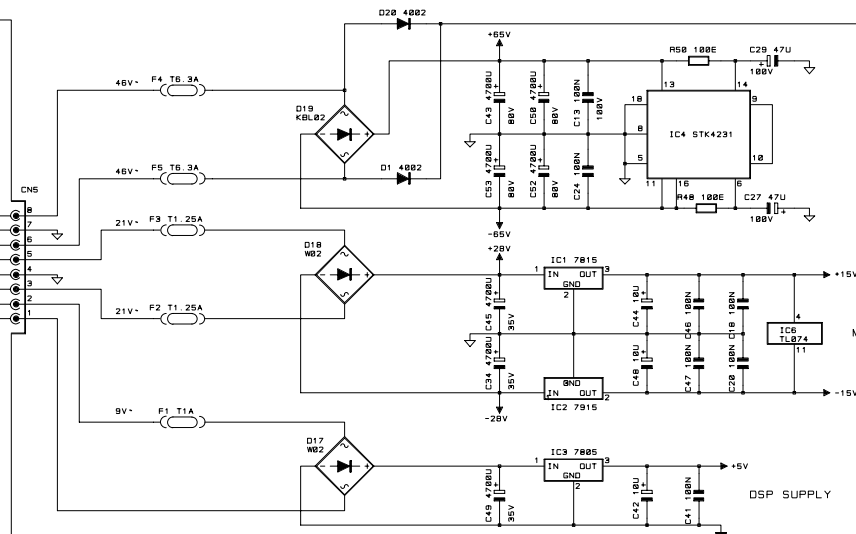 D20 4002
+65V
R50 100E
C29 47U
100V
46V~
F4 T6.3A
D19
KBL02
C43 4700U
80V
C50 4700U
80V
C13 100N
100V
13
14
18
8
5
9
10
IC4 STK4231
11
16
6
46V~
F5 T6.3A
D1 4002
C53 4700U
80V
C52 4700U
80V
C24 100N
R48 100E
C27 47U
100V
-65V
CN5
8
7
6
5
4
3
2
1
21V~
F3 T1.25A
D18
W02
+28V
IC1 7815
1
IN
OUT
3
GND
2
+15V
C45 4700U
35V
C44 10U
C46 100N
C18 100N
4
IC6
TL074
11
M
21V~
F2 T1.25A
C34 4700U
35V
C48 10U
C47 100N
C20 100N
GND
1
IN
OUT
2
IC2 7915
-28V
-15V
9V~
F1 T1A
D17
W02
IC3 7805
1
IN
OUT
3
GND
2
+5V
C49 4700U
35V
C42 10U
C41 100N
DSP SUPPLY